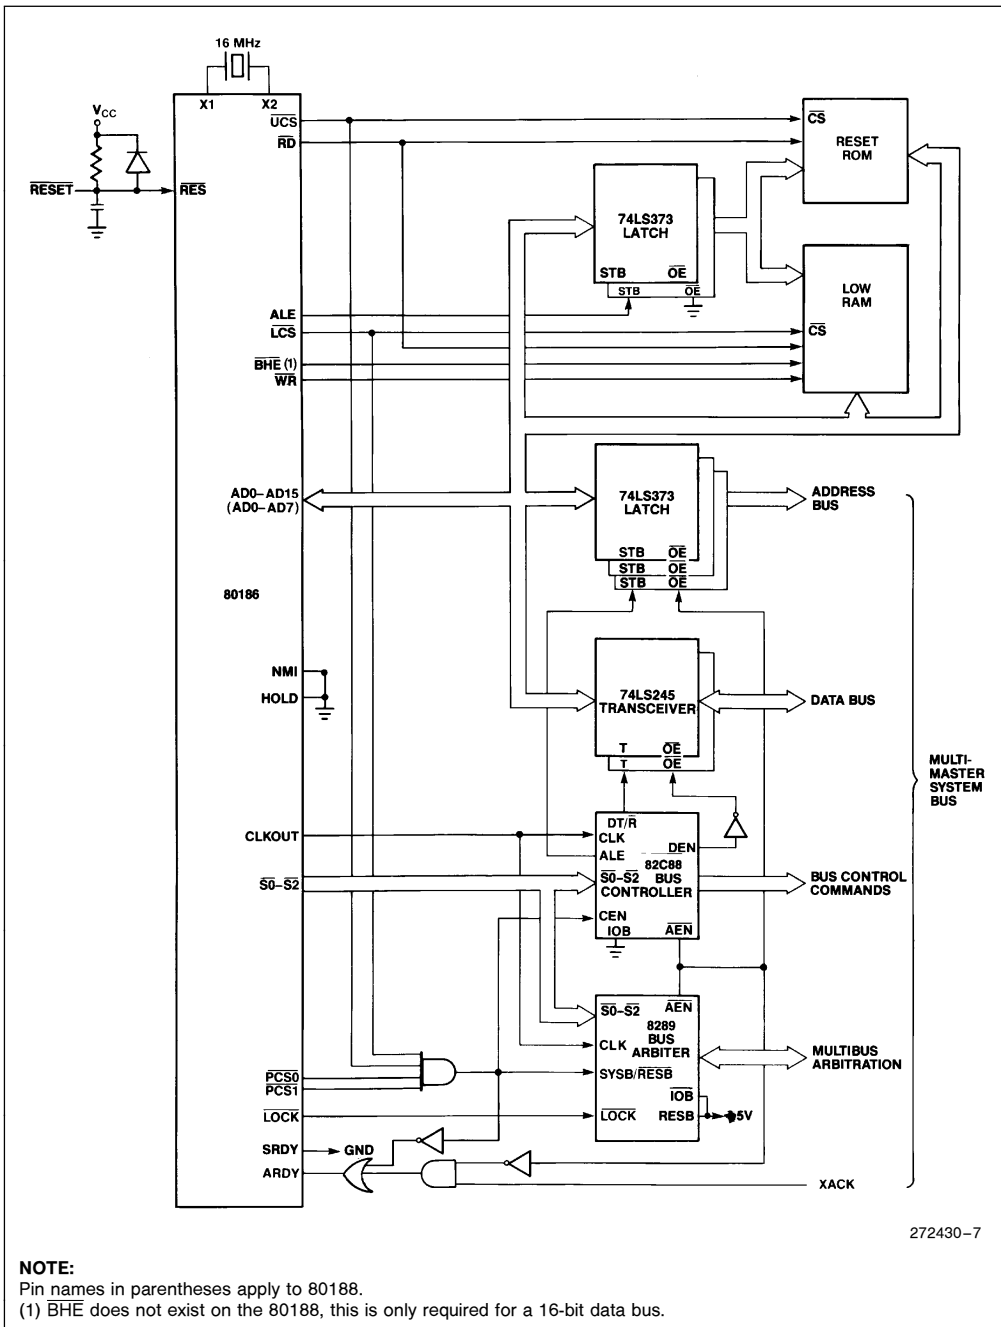 16 MHz
X1 X2
V̅CC
UCS
RD
RESET
RES
CS
RESET
ROM
74LS373
LATCH
STB OE
STB OE
LOW
RAM
CS
ALE
LCS
BHE (1)
WR
AD0–AD15
(AD0–AD7)
74LS373
LATCH
STB OE
STB OE
STB OE
ADDRESS
BUS
80186
NMI
HOLD
74LS245
TRANSCEIVER
T OE
T OE
DATA BUS
MULTI-
MASTER
SYSTEM
BUS
CLKOUT
S0–S2
DT/R
CLK
DEN
ALE
82C88
BUS
CONTROLLER
S0–S2
CEN
IOB AEN
BUS CONTROL
COMMANDS
S0–S2 AEN
8289
BUS
ARBITER
CLK
SYSB/RESB
IOB
LOCK RESB
+5V
MULTIBUS
ARBITRATION
PCS0
PCS1
LOCK
SRDY
GND
ARDY
XACK
272430–7
NOTE:
Pin names in parentheses apply to 80188.
(1) BHE does not exist on the 80188, this is only required for a 16-bit data bus.